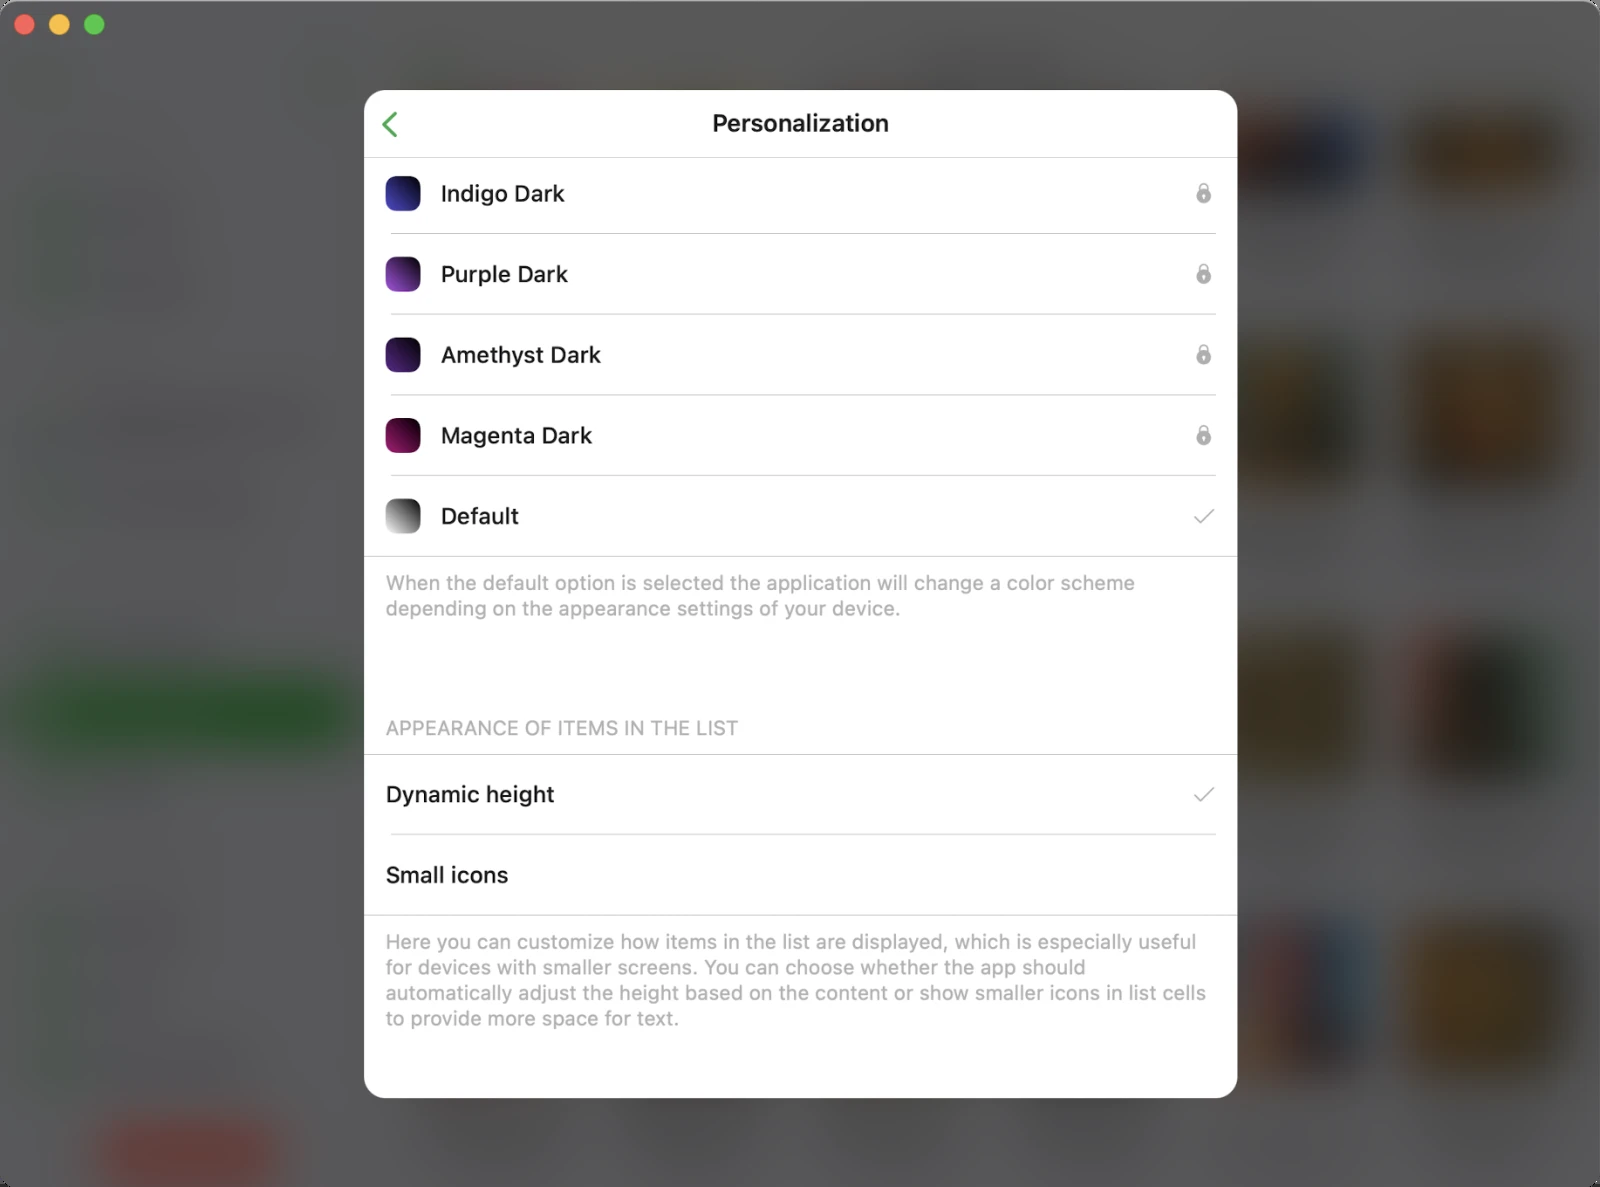 Personalization
Indigo Dark
Purple Dark
Amethyst Dark
Magenta Dark
Default
When the default option is selected the application will change a color scheme
depending on the appearance settings of your device.
APPEARANCE OF ITEMS IN THE LIST
Dynamic height
Small icons
Here you can customize how items in the list are displayed, which is especially useful
for devices with smaller screens. You can choose whether the app should
automatically adjust the height based on the content or show smaller icons in list cells
to provide more space for text.